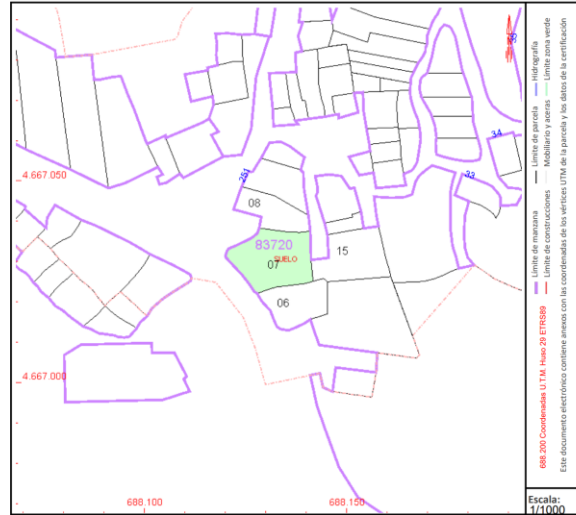 35
34
33
251
4.667.050
08
83720
SUELO
07
15
06
4.667.000
688.100
688.150
Límite de manzana
Límite de parcela
Hidrografía
Límite de construcciones
Mobiliario y aceras
Límite zona verde
688.200 Coordenadas U.T.M. Huso 29 ETRS89
Este documento electrónico contiene anexos con las coordenadas de los vértices UTM de la parcela y los datos de la certificación
Escala:
1/1000